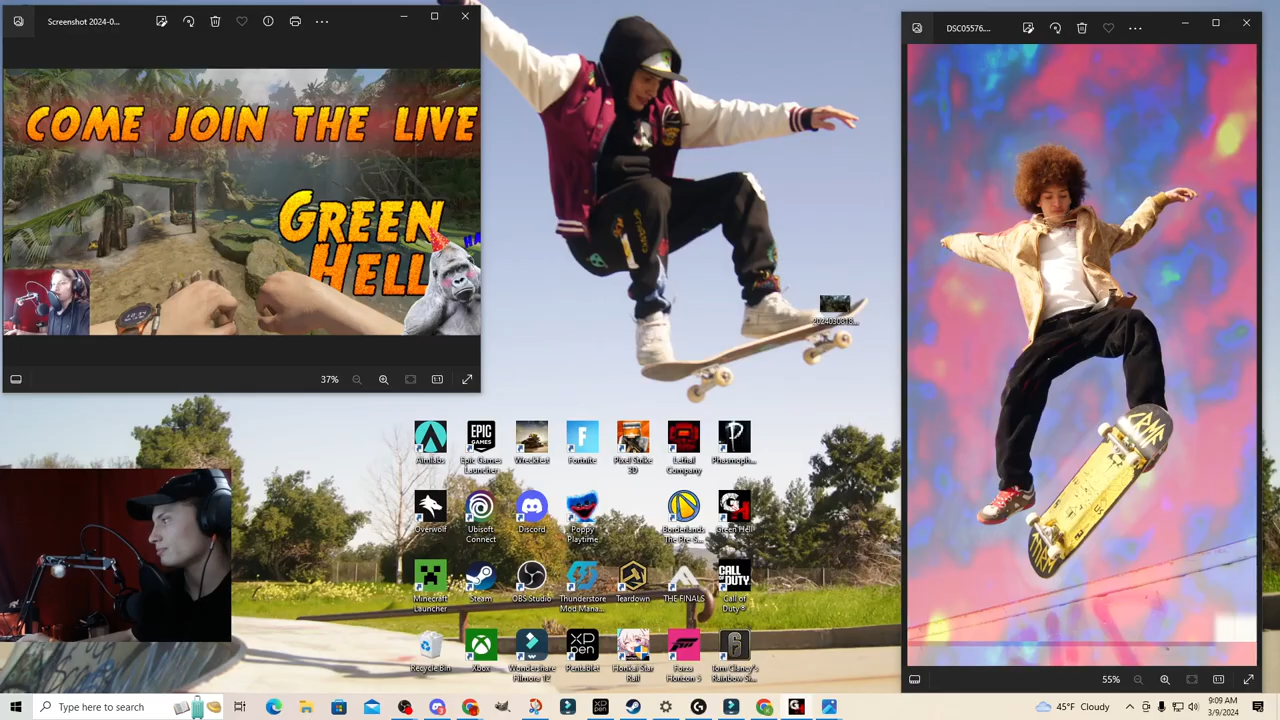 Screenshot 2024-0...
COME JOIN THE LIVE
GREEN
HELL
HA
37%
DSC05576....
55%
Aimlabs
Epic Games
Launcher
Wreckfest
Fortnite
Pixel Strike
3D
Lethal
Company
Phasmoph...
Overwolf
Ubisoft
Connect
Discord
Poppy
Playtime
Borderlands
The Pre-S...
Green Hell
Minecraft
Launcher
Steam
OBS Studio
Thunderstore
Mod Mana...
Teardown
THE FINALS
Call of
Duty®
Recycle Bin
Xbox
Wondershare
Filmora 12
Pentablet
Honkai Star
Rail
Forza
Horizon 5
Tom Clancy's
Rainbow Si...
Type here to search
45°F Cloudy
9:09 AM
3/9/2024